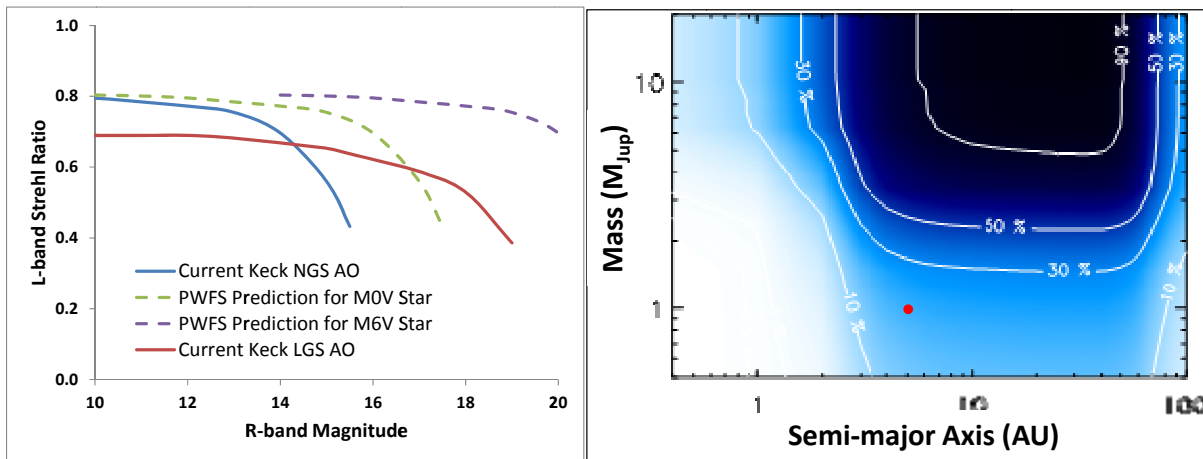 1.0
0.8
0.6
0.4
0.2
0.0
10 12 14 16 18 20
L-band Strehl Ratio
R-band Magnitude
Current Keck NGS AO
PWFS Prediction for M0V Star
PWFS Prediction for M6V Star
Current Keck LGS AO
Mass (M_Jup)
10
1
30 %
90 %
50 %
30 %
50 %
30 %
10 %
10 %
1 10 100
Semi-major Axis (AU)